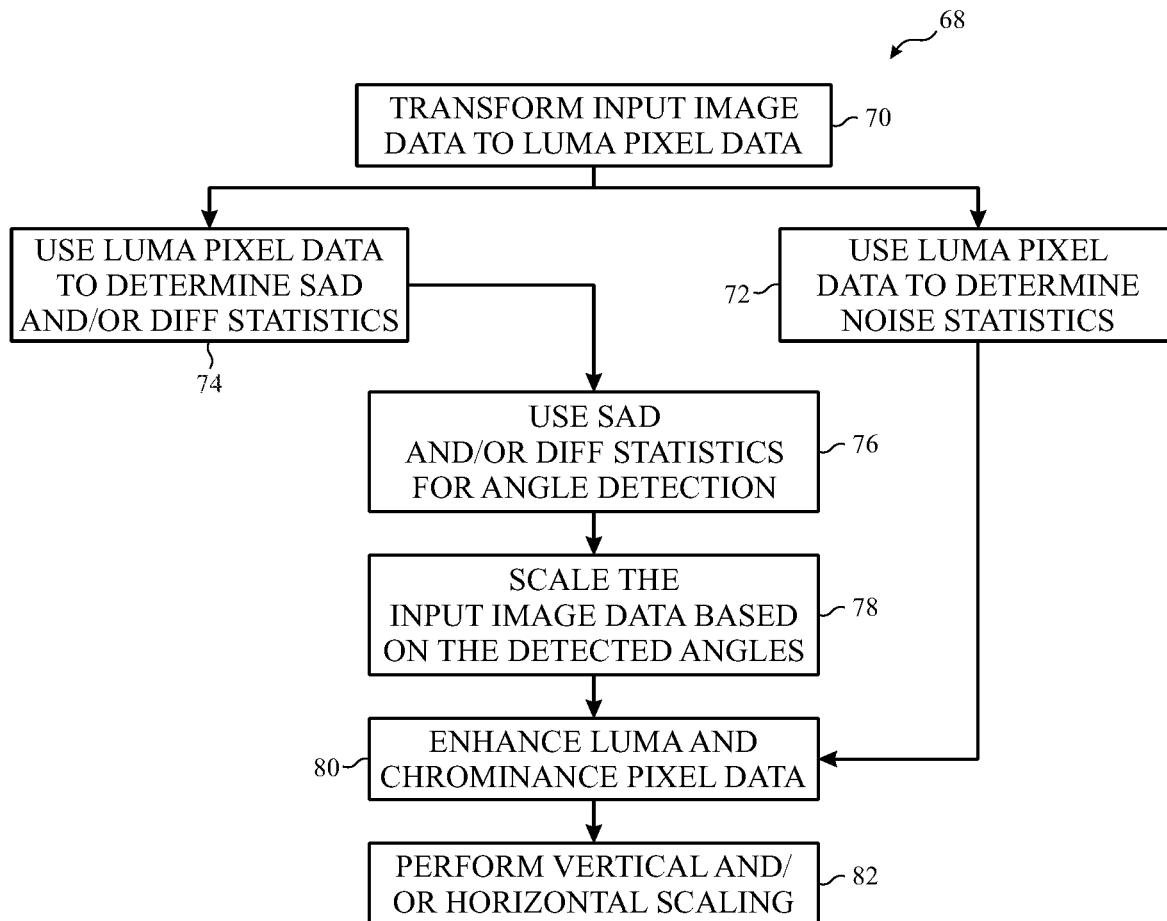 68
TRANSFORM INPUT IMAGE
DATA TO LUMA PIXEL DATA
70
USE LUMA PIXEL DATA
TO DETERMINE SAD
AND/OR DIFF STATISTICS
74
72
USE LUMA PIXEL
DATA TO DETERMINE
NOISE STATISTICS
USE SAD
AND/OR DIFF STATISTICS
FOR ANGLE DETECTION
76
SCALE THE
INPUT IMAGE DATA BASED
ON THE DETECTED ANGLES
78
80
ENHANCE LUMA AND
CHROMINANCE PIXEL DATA
PERFORM VERTICAL AND/
OR HORIZONTAL SCALING
82